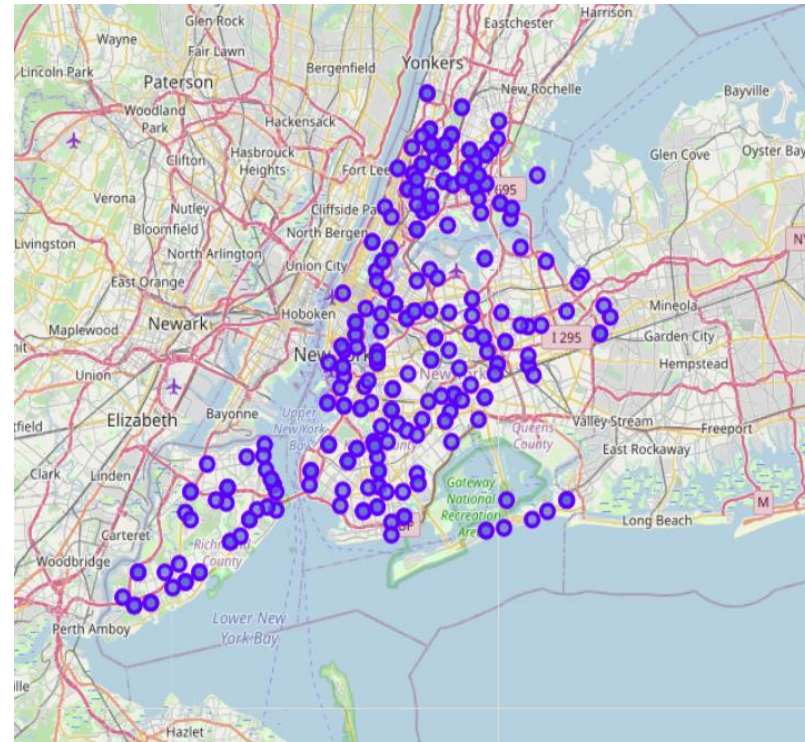 Glen Rock
Harrison
Eastchester
Wayne
Fair Lawn
Yonkers
Bergenfield
Lincoln Park
Paterson
New Rochelle
Bayville
Woodland
Park
Hackensack
Clifton
Hasbrouck
Heights
Fort Lee
Glen Cove
Oyster Bay
Verona
Cliffside Pa
Nutley
Livingston
Bloomfield
North Bergen
North Arlington
East Orange
Union City
Mineola
Maplewood
Newark
Hoboken
I 295
Garden City
New York
Hempstead
Union
Bayonne
Upper
New York
Bay
Elizabeth
Queens
County
Valley Stream
Freeport
East Rockaway
Clark
Linden
Gateway
National
Recreation
Area
M
Long Beach
Carteret
Woodbridge
Richmond
County
Perth Amboy
Lower New
York Bay
Hazlet